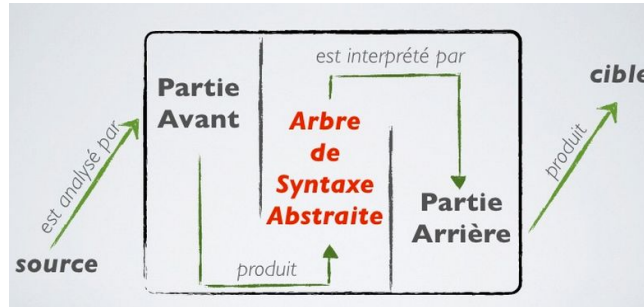 source
est analysé par
Partie
Avant
produit
Arbre
de
Syntaxe
Abstraite
est interprété par
Partie
Arrière
produit
cible